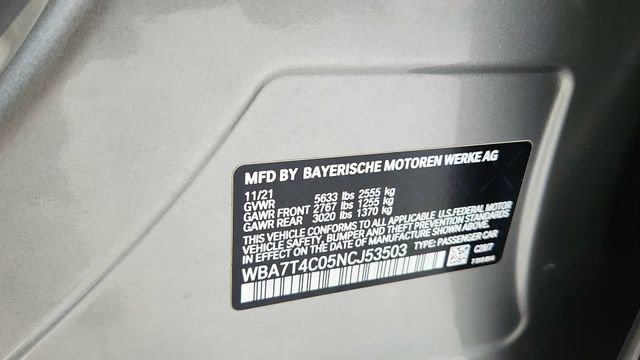 MFD BY BAYERISCHE MOTOREN WERKE AG
11/21
GVWR 5633 lbs 2555 kg
GAWR FRONT 2767 lbs 1255 kg
GAWR REAR 3020 lbs 1370 kg
THIS VEHICLE CONFORMS TO ALL APPLICABLE U.S. FEDERAL MOTOR
VEHICLE SAFETY, BUMPER, AND THEFT PREVENTION STANDARDS
IN EFFECT ON THE DATE OF MANUFACTURE SHOWN ABOVE.
WBA7T4C05NCJ53503 TYPE: PASSENGER CAR